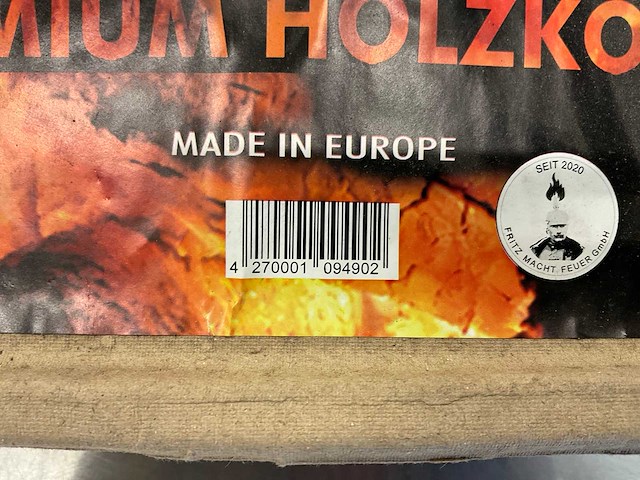 MIUM HOLZKO
MADE IN EUROPE
4 270001 094902
SEIT 2020
FRITZ MACHT FEUER GmbH